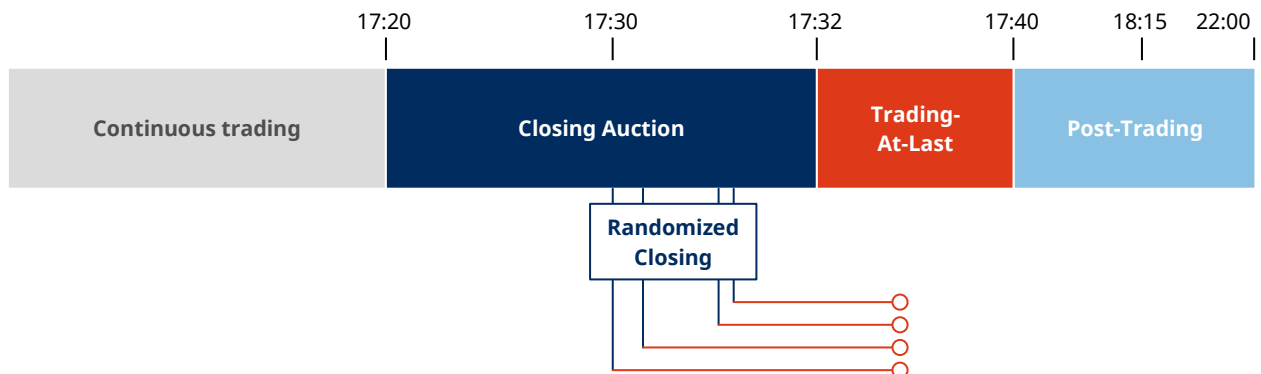 17:20 17:30 17:32 17:40 18:15 22:00
Continuous trading
Closing Auction
Trading-
At-Last
Post-Trading
Randomized
Closing